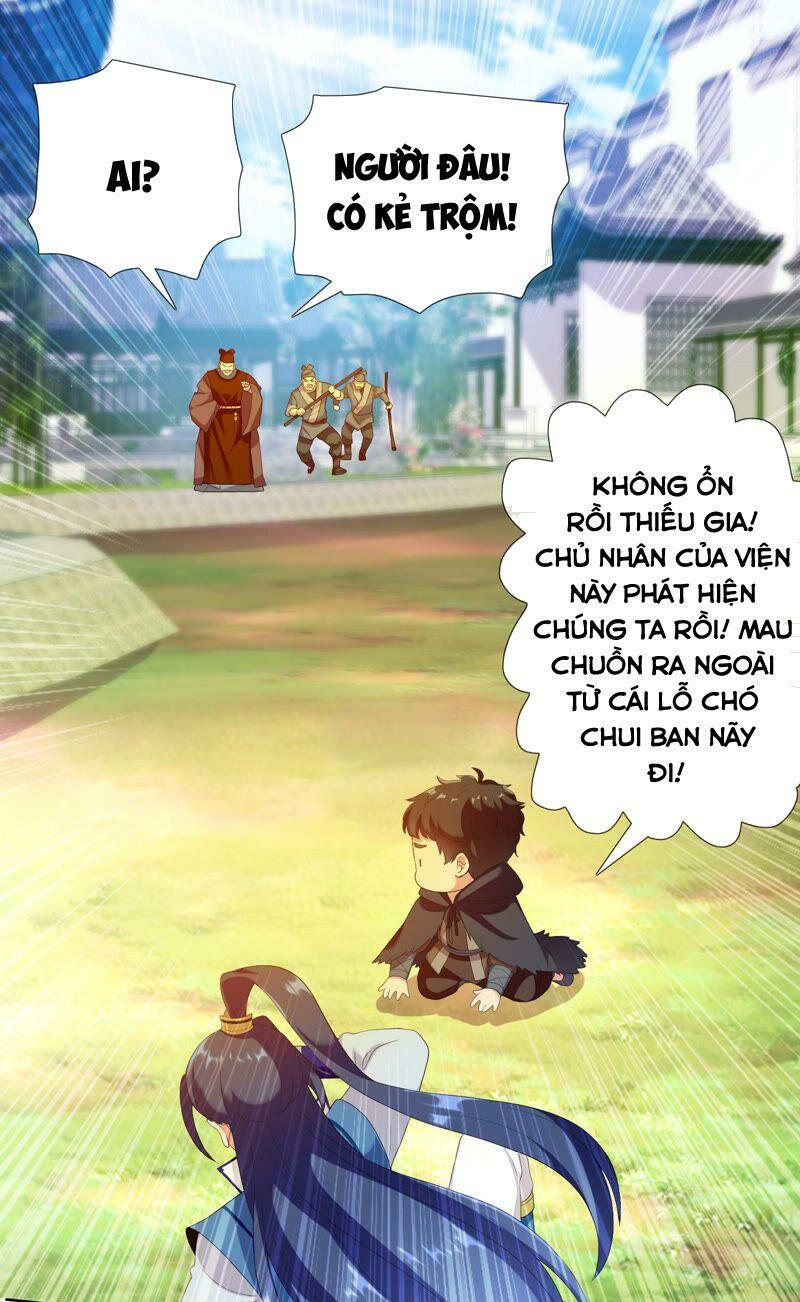 AI?
NGƯỜI ĐÂU!
CÓ KẺ TRỘM!
KHÔNG ỔN
RỒI THIẾU GIA!
CHỦ NHÂN CỦA VIỆN
NÀY PHÁT HIỆN
CHÚNG TA RỒI! MAU
CHUỒN RA NGOÀI
TỪ CÁI LỖ CHÓ
CHUI BAN NÃY
ĐI!